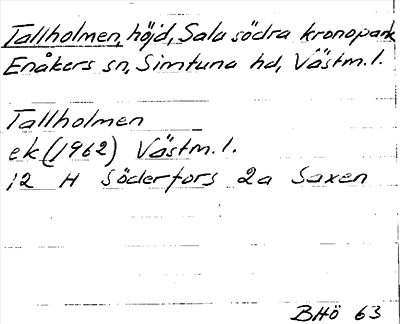 Tallholmen, höjd, Sala södra kronopark
Enåkers sn, Simtuna hd, Västm.l.
Tallholmen
ek (1962) Västm.l.
12 H Söderfors 2a Saxen
BHö 63